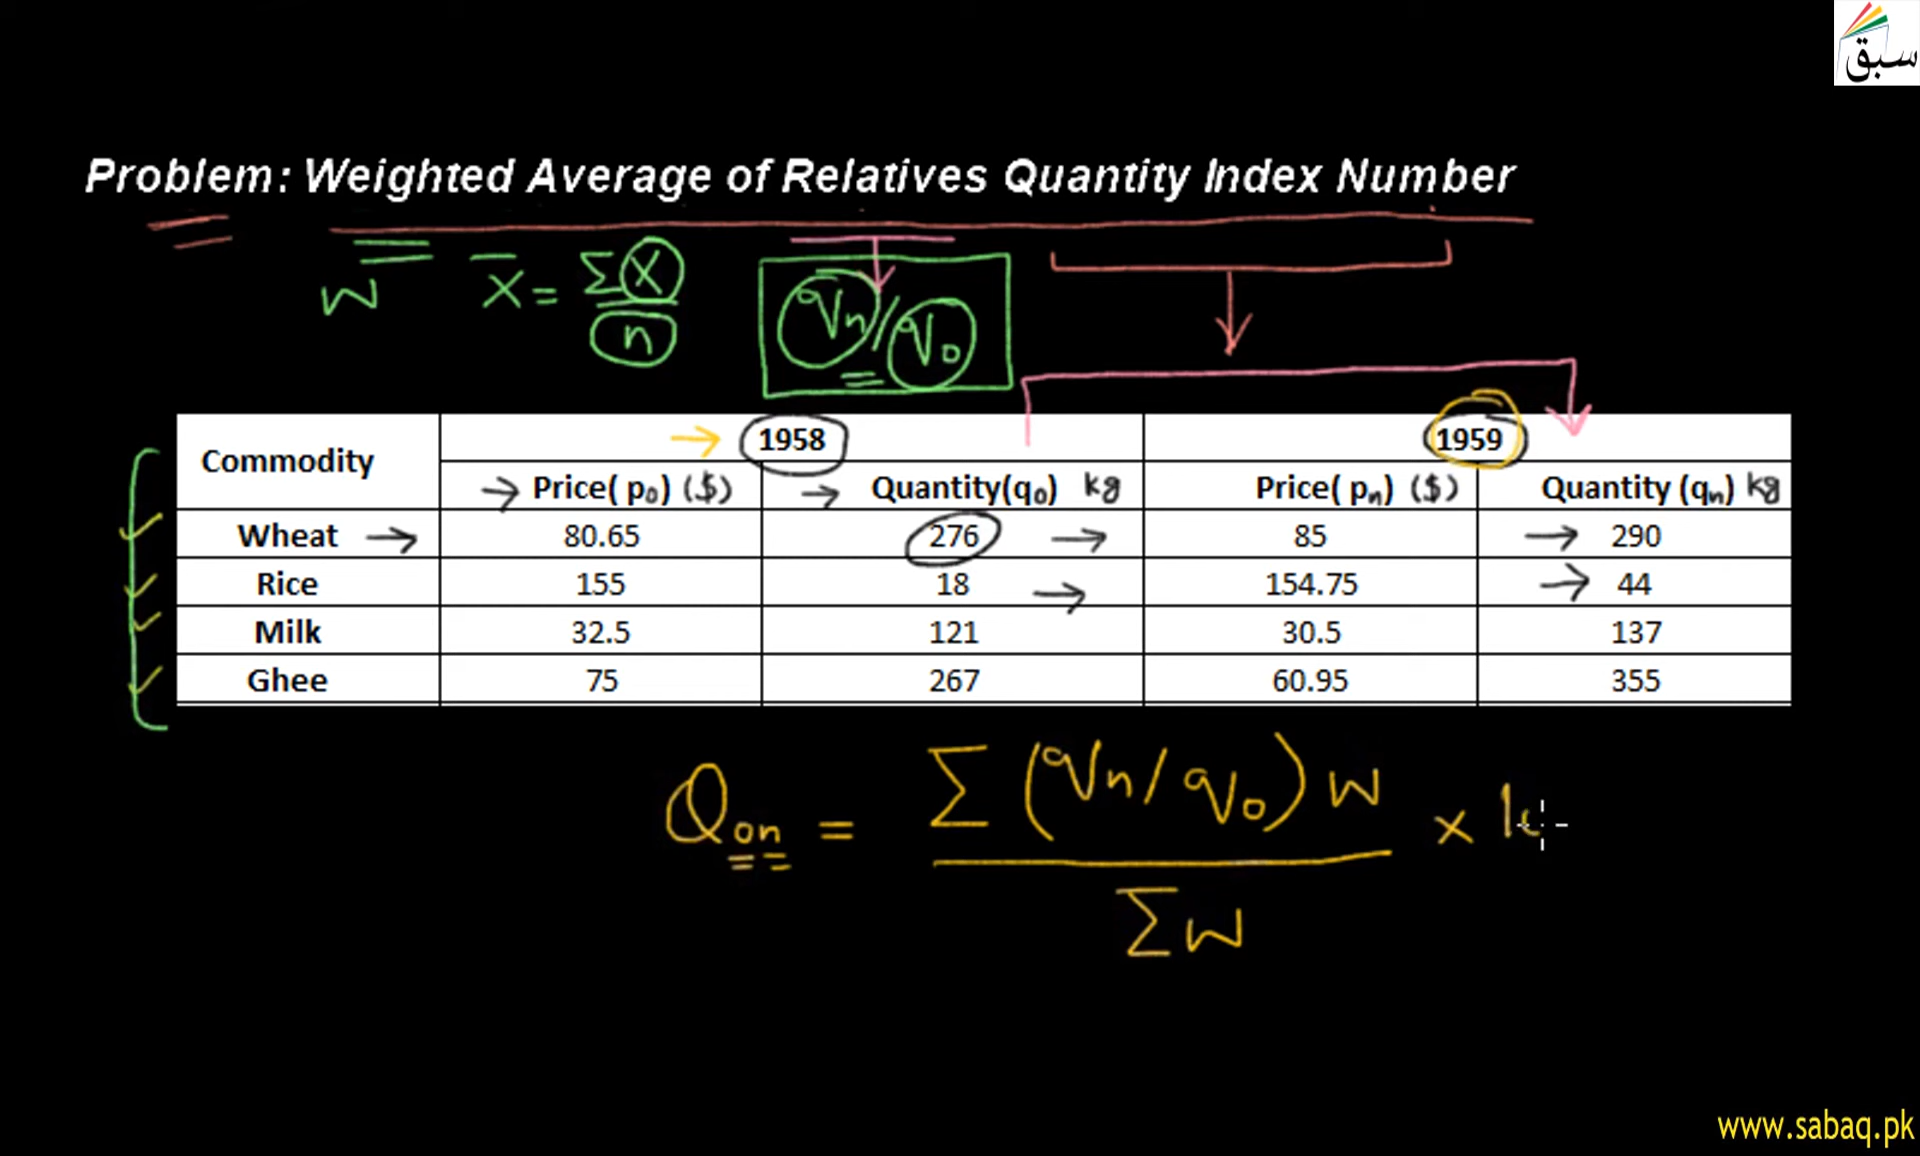 سبق
Problem: Weighted Average of Relatives Quantity Index Number
W X̄ = ΣX/n qn/q0
Commodity → 1958 1959
→ Price( p0) ($) → Quantity(q0) kg Price( pn) ($) Quantity (qn) kg
Wheat → 80.65 276 → 85 → 290
Rice 155 18 → 154.75 → 44
Milk 32.5 121 30.5 137
Ghee 75 267 60.95 355
Qon = Σ (qn/q0) W × 1
ΣW
www.sabaq.pk